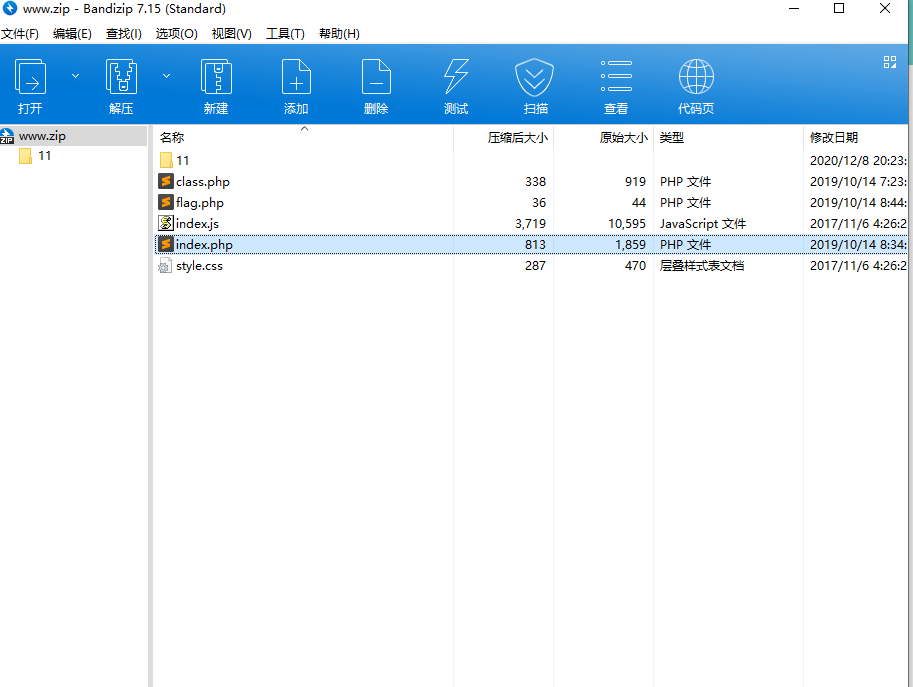 www.zip - Bandizip 7.15 (Standard)
文件(F) 编辑(E) 查找(I) 选项(O) 视图(V) 工具(T) 帮助(H)
打开 解压 新建 添加 删除 测试 扫描 查看 代码页
www.zip
11
名称 压缩后大小 原始大小 类型 修改日期
11 2020/12/8 20:23:
class.php 338 919 PHP 文件 2019/10/14 7:23:
flag.php 36 44 PHP 文件 2019/10/14 8:44:
index.js 3,719 10,595 JavaScript 文件 2017/11/6 4:26:2
index.php 813 1,859 PHP 文件 2019/10/14 8:34:
style.css 287 470 层叠样式表文档 2017/11/6 4:26:2